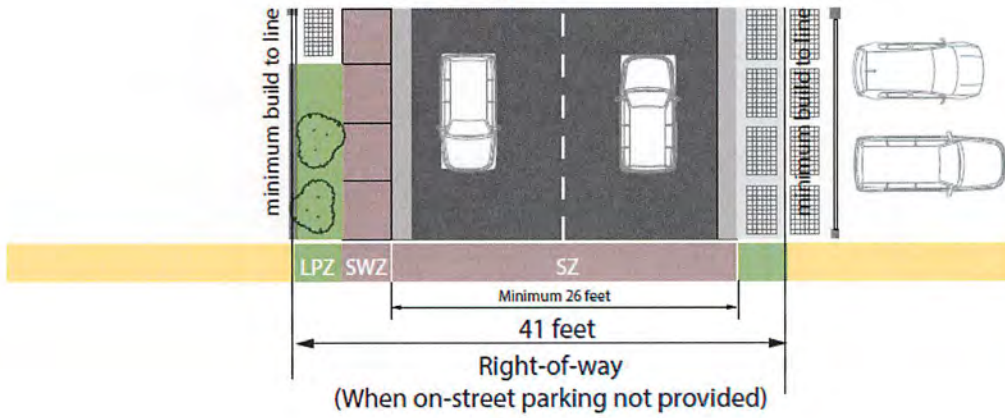 minimum build to line
minimum build to line
LPZ SWZ SZ
Minimum 26 feet
41 feet
Right-of-way
(When on-street parking not provided)